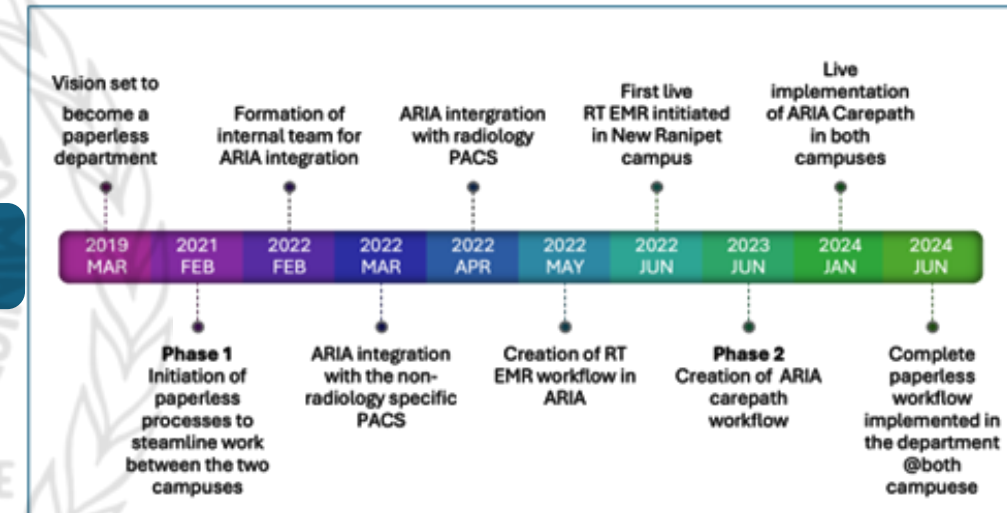 Vision set to
become a
paperless
department
Formation of
internal team for
ARIA integration
ARIA intergration
with radiology
PACS
First live
RT EMR intitiated
in New Ranipet
campus
Live
implementation
of ARIA Carepath
in both
campuses
2019
MAR
2021
FEB
2022
FEB
2022
MAR
2022
APR
2022
MAY
2022
JUN
2023
JUN
2024
JAN
2024
JUN
Phase 1
Initiation of
paperless
processes to
steamline work
between the two
campuses
ARIA integration
with the non-
radiology specific
PACS
Creation of RT
EMR workflow in
ARIA
Phase 2
Creation of ARIA
carepath
workflow
Complete
paperless
workflow
implemented in
the department
@both
campuese